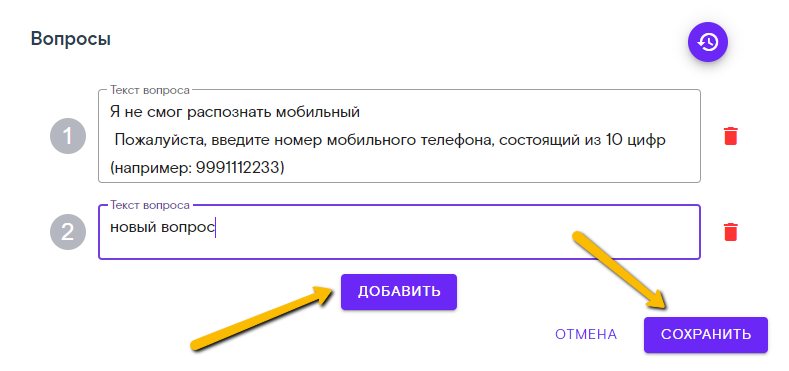 Вопросы
Текст вопроса
1
Я не смог распознать мобильный
Пожалуйста, введите номер мобильного телефона, состоящий из 10 цифр
(например: 9991112233)
Текст вопроса
2
новый вопрос
ДОБАВИТЬ
ОТМЕНА
СОХРАНИТЬ